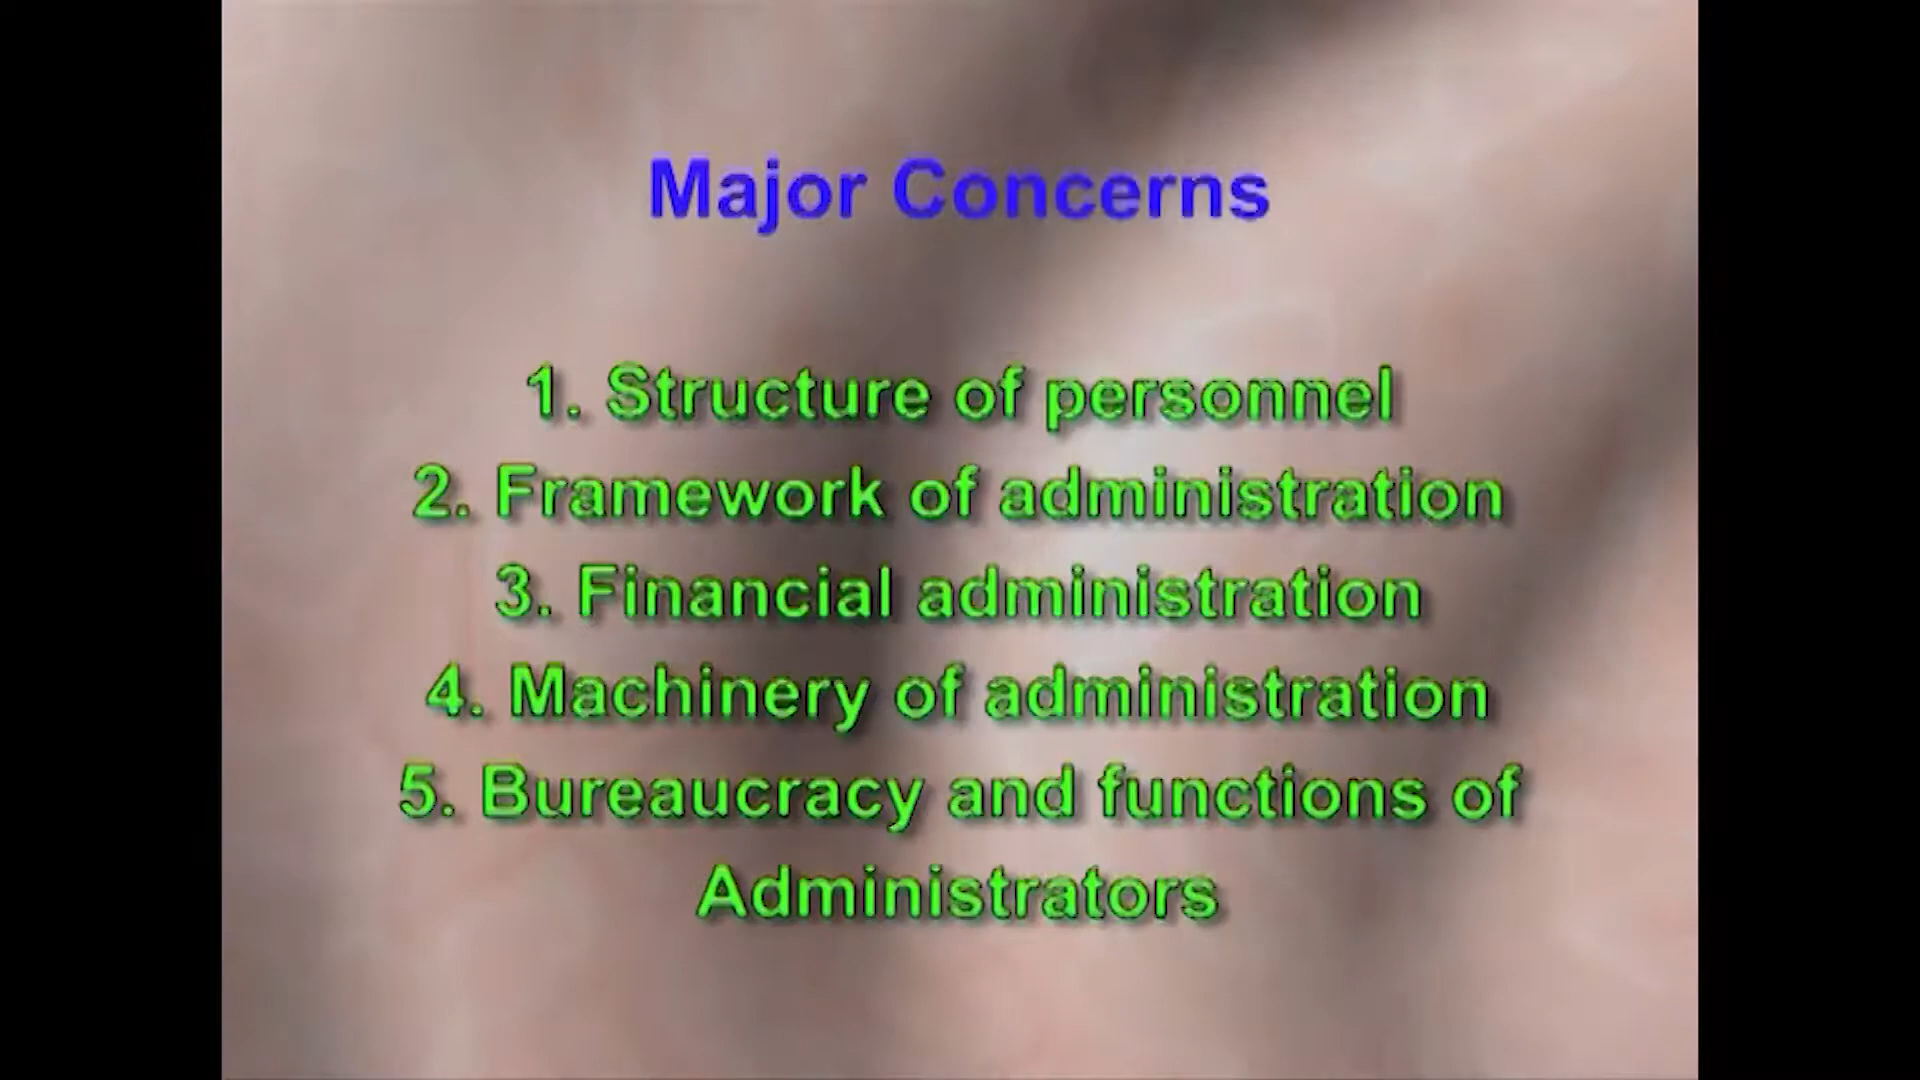 Major Concerns
1. Structure of personnel
2. Framework of administration
3. Financial administration
4. Machinery of administration
5. Bureaucracy and functions of
Administrators